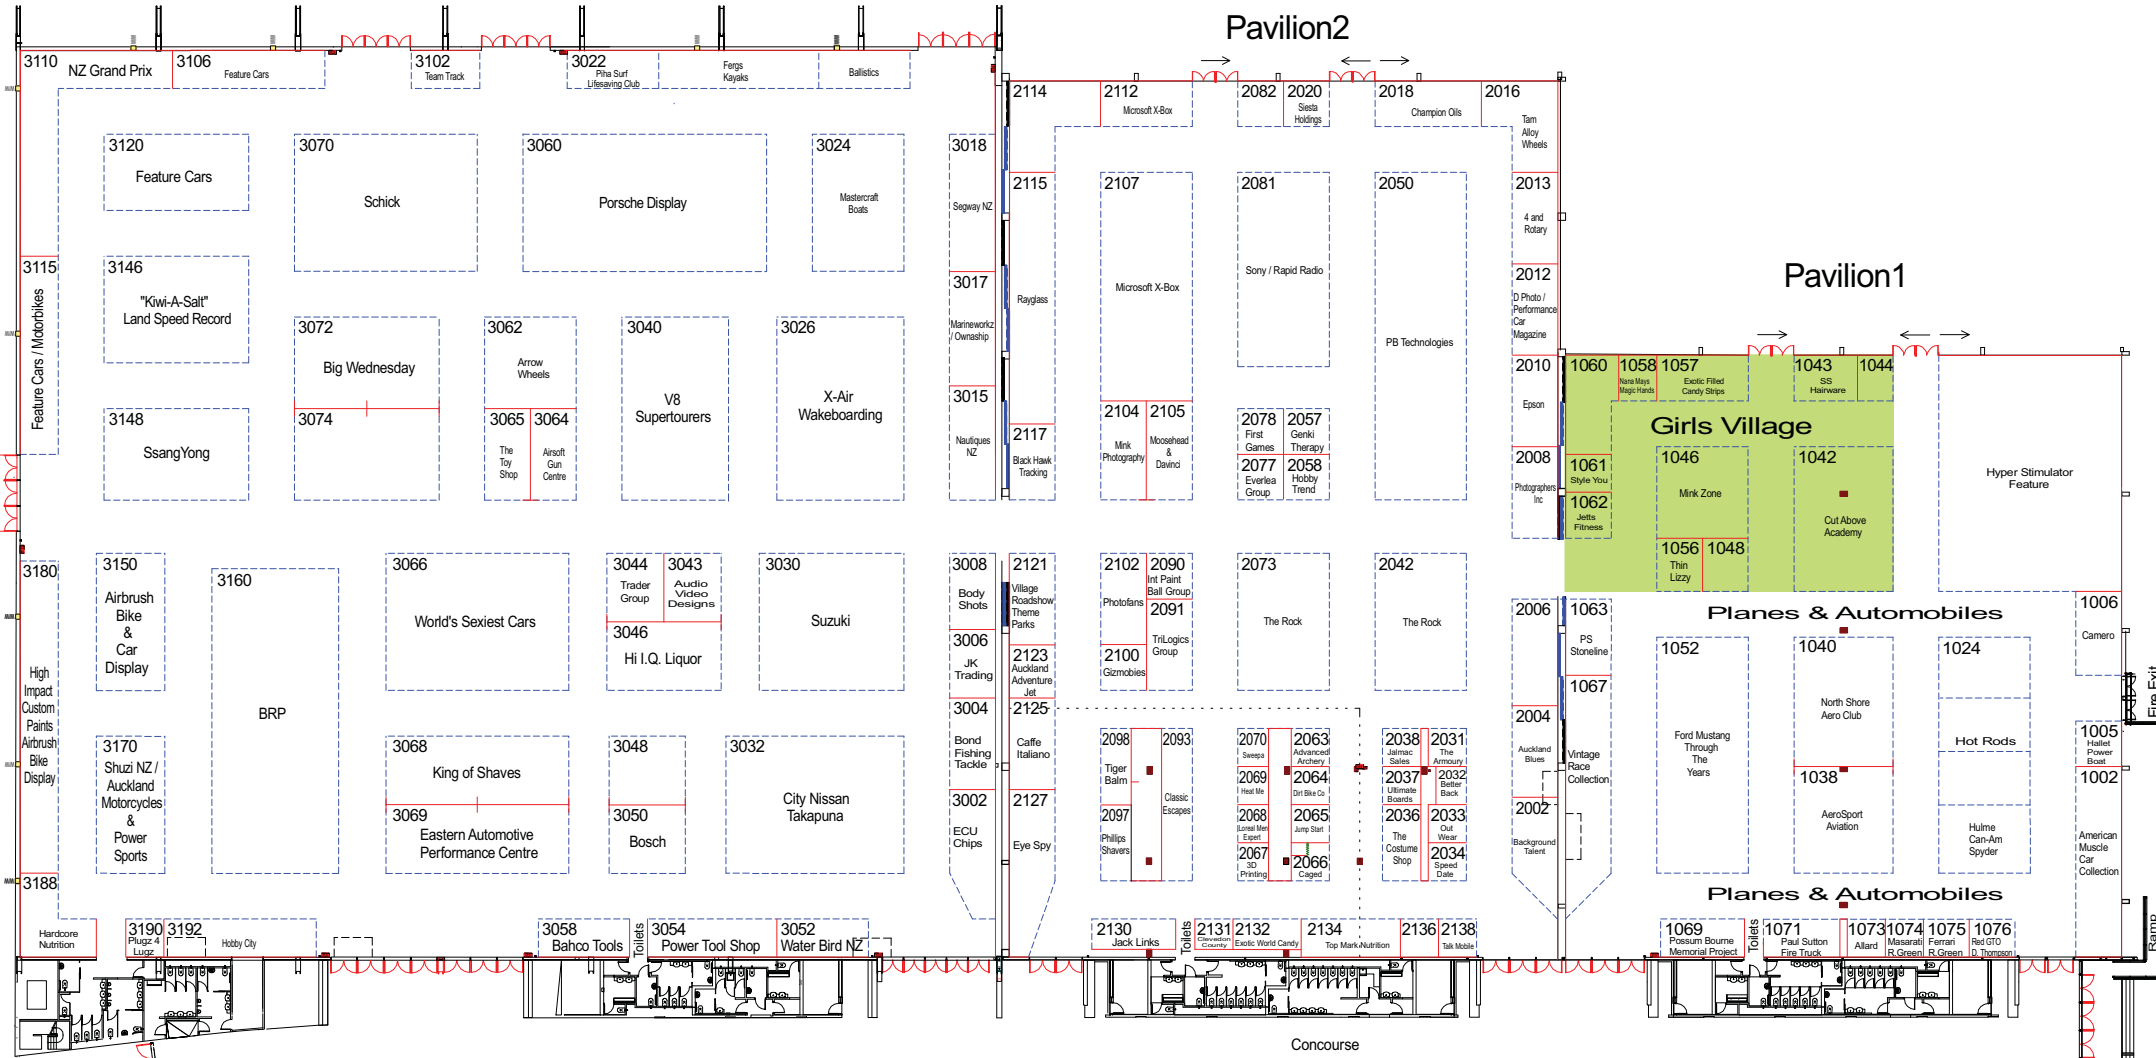 Pavilion2
3110
NZ Grand Prix
3106
Feature Cars
3102
Team Track
3022
Piha Surf
Lifesaving Club
Fergs
Kayaks
Ballistics
3120
Feature Cars
3070
Schick
3060
Porsche Display
3024
Mastercraft
Boats
3018
Segway NZ
3115
Feature Cars / Motorbikes
3146
"Kiwi-A-Salt"
Land Speed Record
3072
Big Wednesday
3074
3062
Arrow
Wheels
3065
The
Toy
Shop
3064
Airsoft
Gun
Centre
3040
V8
Supertourers
3026
X-Air
Wakeboarding
3017
Marineworkz
/ Ownaship
3015
Nautiques
NZ
3148
SsangYong
3180
High
Impact
Custom
Paints
Airbrush
Bike
Display
3150
Airbrush
Bike
&
Car
Display
3160
BRP
3066
World's Sexiest Cars
3044
Trader
Group
3043
Audio
Video
Designs
3046
Hi I.Q. Liquor
3030
Suzuki
3008
Body
Shots
3006
JK
Trading
3004
Bond
Fishing
Tackle
3002
ECU
Chips
3170
Shuzi NZ /
Auckland
Motorcycles
&
Power
Sports
3068
King of Shaves
3069
Eastern Automotive
Performance Centre
3048
3050
Bosch
3032
City Nissan
Takapuna
3188
Hardcore
Nutrition
3190
Plugz 4
Lugz
3192
Hobby City
3058
Bahco Tools
Toilets
3054
Power Tool Shop
3052
Water Bird NZ
2114
2112
Microsoft X-Box
2082
2020
Siesta
Holdings
2018
Champion Oils
2016
Tam
Alloy
Wheels
2115
Rayglass
2107
Microsoft X-Box
2081
Sony / Rapid Radio
2050
PB Technologies
2013
4 and
Rotary
2012
D Photo /
Performance
Car
Magazine
2010
Epson
2008
Photographers
Inc
2117
Black Hawk
Tracking
2104
Mink
Photography
2105
Moosehead
&
Davinci
2078
First
Games
2057
Genki
Therapy
2077
Everlea
Group
2058
Hobby
Trend
2121
Village
Roadshow
Theme
Parks
2123
Auckland
Adventure
Jet
2125
Caffe
Italiano
2127
Eye Spy
2102
Photofans
2090
Int Paint
Ball Group
2091
TriLogics
Group
2100
Gizmobies
2073
The Rock
2042
The Rock
2006
2004
Auckland
Blues
2002
Background
Talent
2098
Tiger
Balm
2093
Classic
Escapes
2097
Phillips
Shavers
2070
Sweepa
2063
Advanced
Archery
2069
Heat Me
2064
Dirt Bike Co
2068
Loreal Men
Expert
2065
Jump Start
2067
3D
Printing
2066
Caged
2038
Jalmac
Sales
2031
The
Armoury
2037
Ultimate
Boards
2032
Better
Back
2036
The
Costume
Shop
2033
Out
Wear
2034
Speed
Date
2130
Jack Links
Toilets
2131
Clevedon
County
2132
Exotic World Candy
2134
Top Mark Nutrition
2136
2138
Talk Mobile
Concourse
Pavilion1
1060
1058
Nana Mays
Magic Hands
1057
Exotic Filled
Candy Strips
1043
SS
Hairware
1044
Girls Village
1061
Style You
1062
Jetts
Fitness
1046
Mink Zone
1056
Thin
Lizzy
1048
1042
Cut Above
Academy
Hyper Stimulator
Feature
Planes & Automobiles
1063
PS
Stoneline
1067
Vintage
Race
Collection
1052
Ford Mustang
Through
The
Years
1040
North Shore
Aero Club
1038
AeroSport
Aviation
1024
Hot Rods
Hulme
Can-Am
Spyder
1006
Camero
1005
Hallet
Power
Boat
1002
American
Muscle
Car
Collection
Fire Exit
Planes & Automobiles
1069
Possum Bourne
Memorial Project
Toilets
1071
Paul Sutton
Fire Truck
1073
Allard
1074
Masarati
R.Green
1075
Ferrari
R.Green
1076
Red GTO
D. Thompson
Ramp